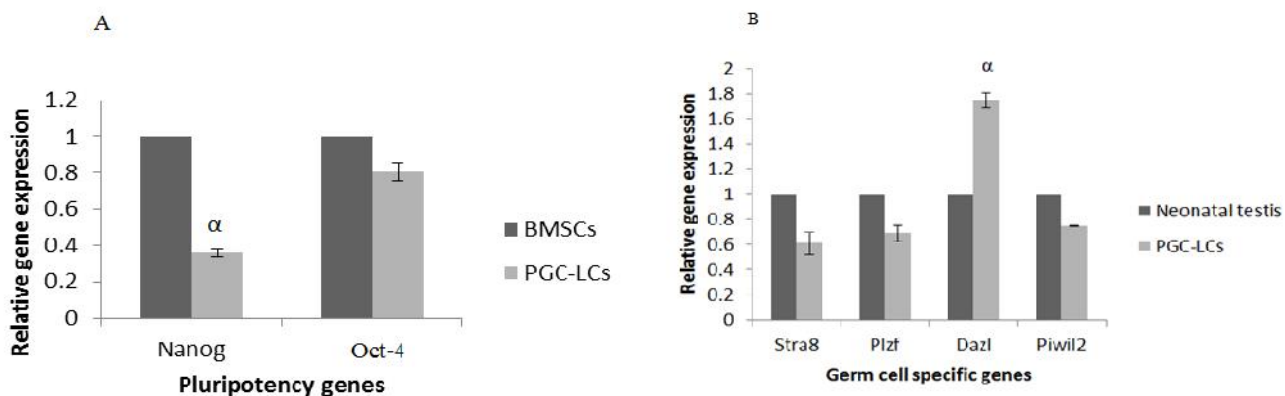 A
Relative gene expression
1.2
1
0.8
0.6
0.4
0.2
0
α
Nanog
Oct-4
Pluripotency genes
BMSCs
PGC-LCs
B
Relative gene expression
2
1.8
1.6
1.4
1.2
1
0.8
0.6
0.4
0.2
0
α
Stra8
Plzf
Dazl
Piwil2
Germ cell specific genes
Neonatal testis
PGC-LCs